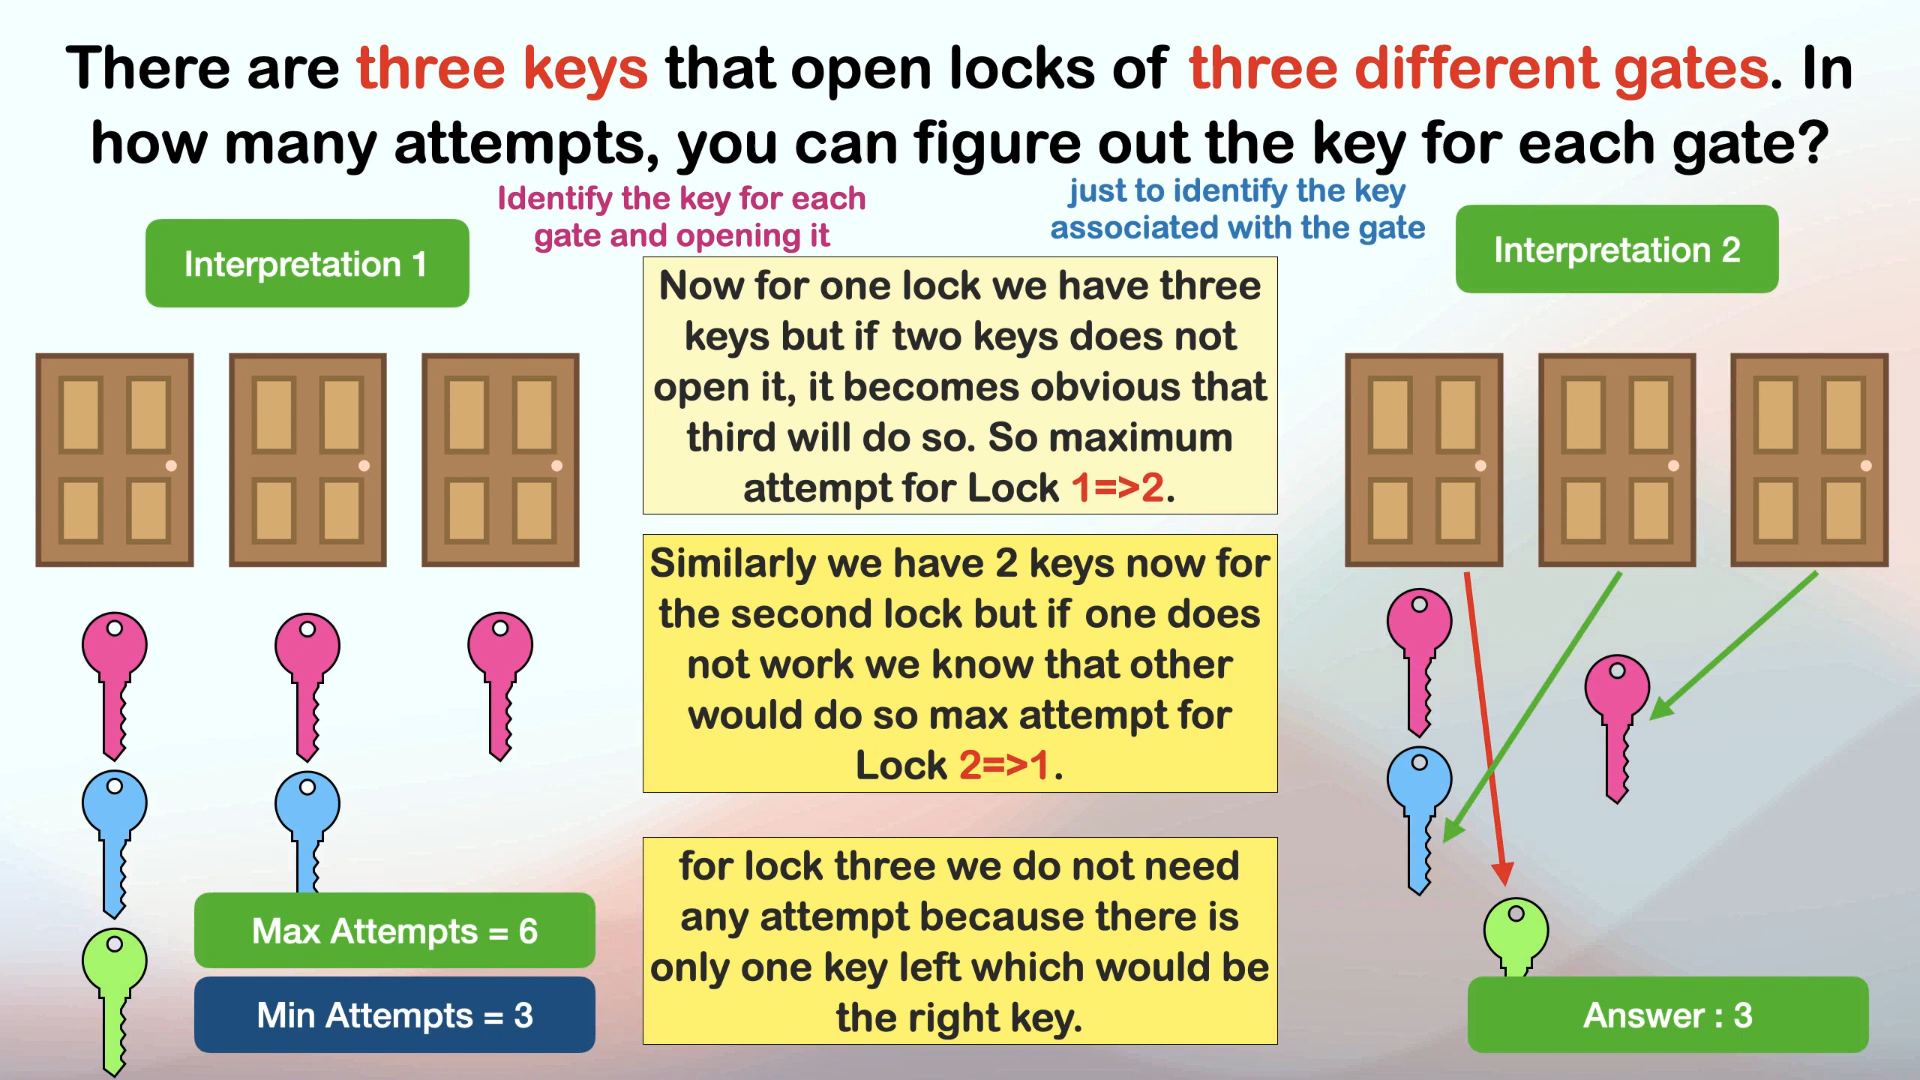 There are three keys that open locks of three different gates. In
how many attempts, you can figure out the key for each gate?
Identify the key for each
gate and opening it
just to identify the key
associated with the gate
Interpretation 1
Interpretation 2
Now for one lock we have three
keys but if two keys does not
open it, it becomes obvious that
third will do so. So maximum
attempt for Lock 1=>2.
Similarly we have 2 keys now for
the second lock but if one does
not work we know that other
would do so max attempt for
Lock 2=>1.
for lock three we do not need
any attempt because there is
only one key left which would be
the right key.
Max Attempts = 6
Min Attempts = 3
Answer : 3